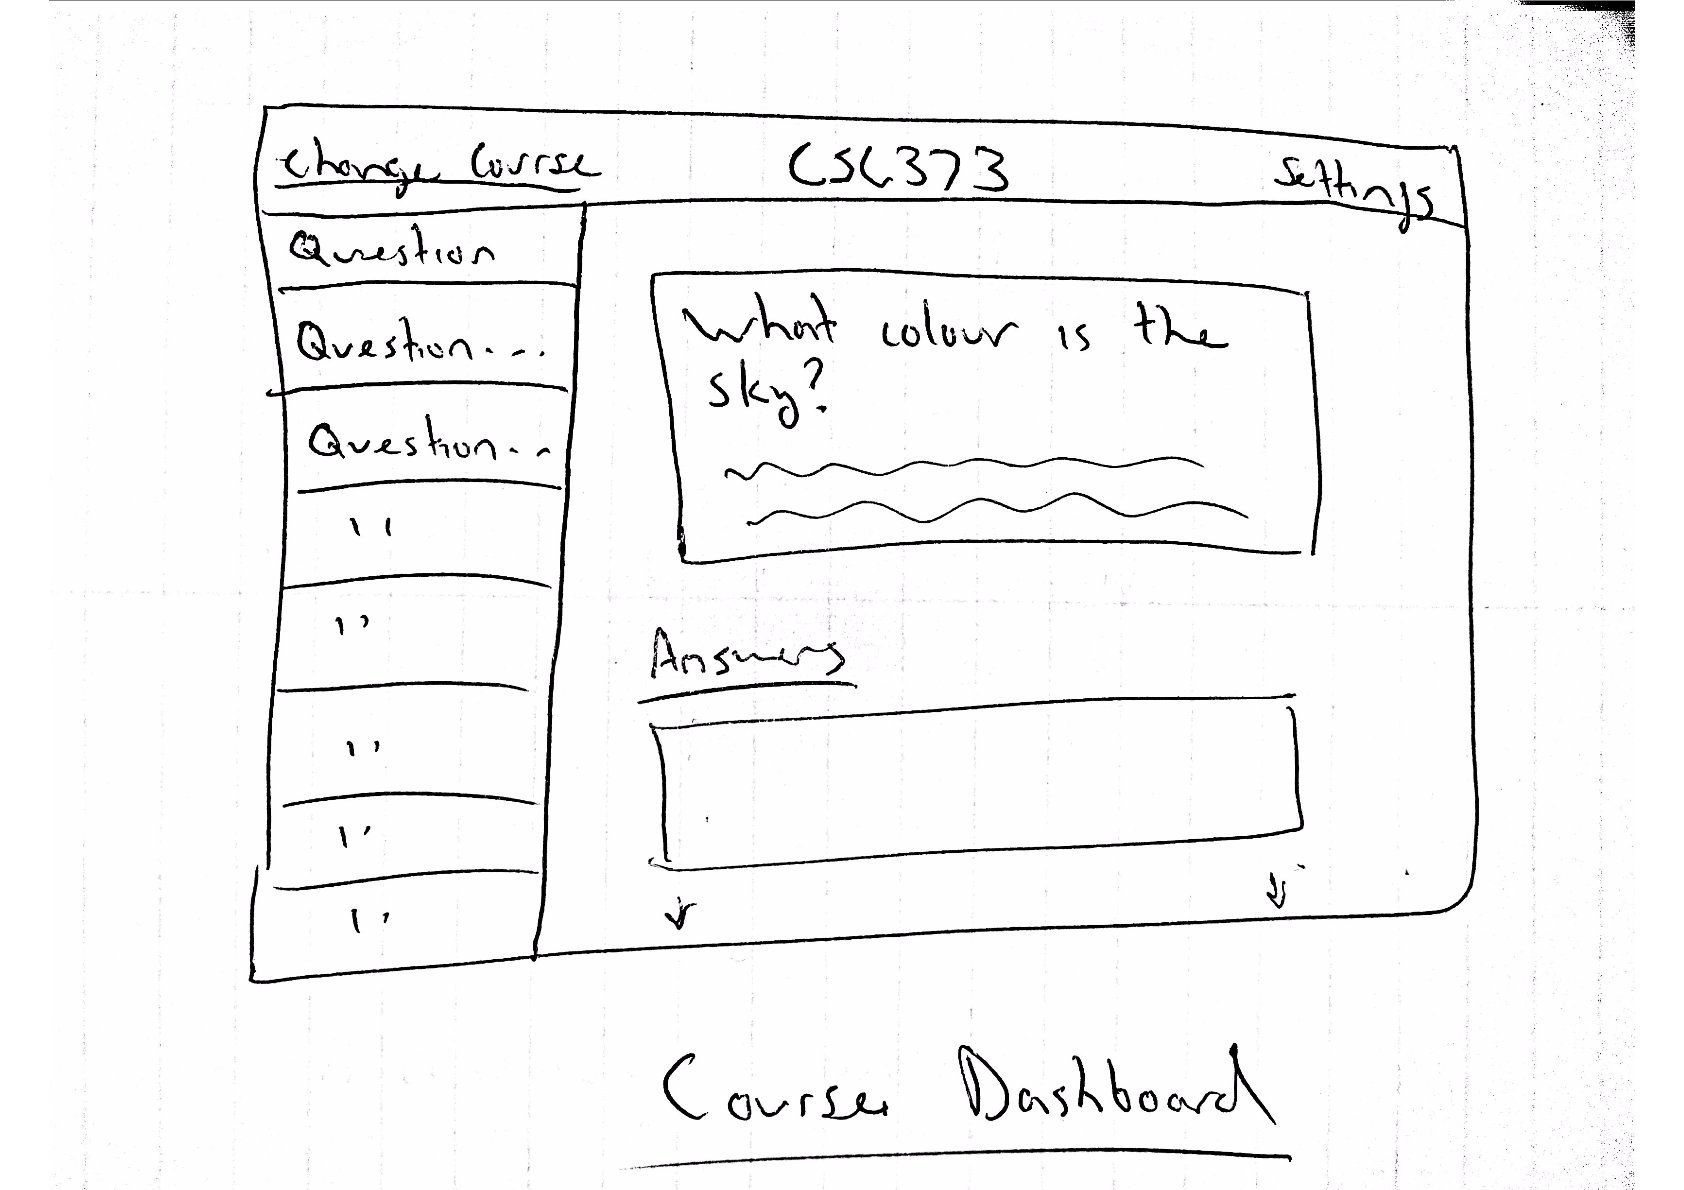 Change Course CSC373 Settings
Question
Question...
Question...
"
"
"
"
"
What colour is the
sky?
Answers
Course Dashboard